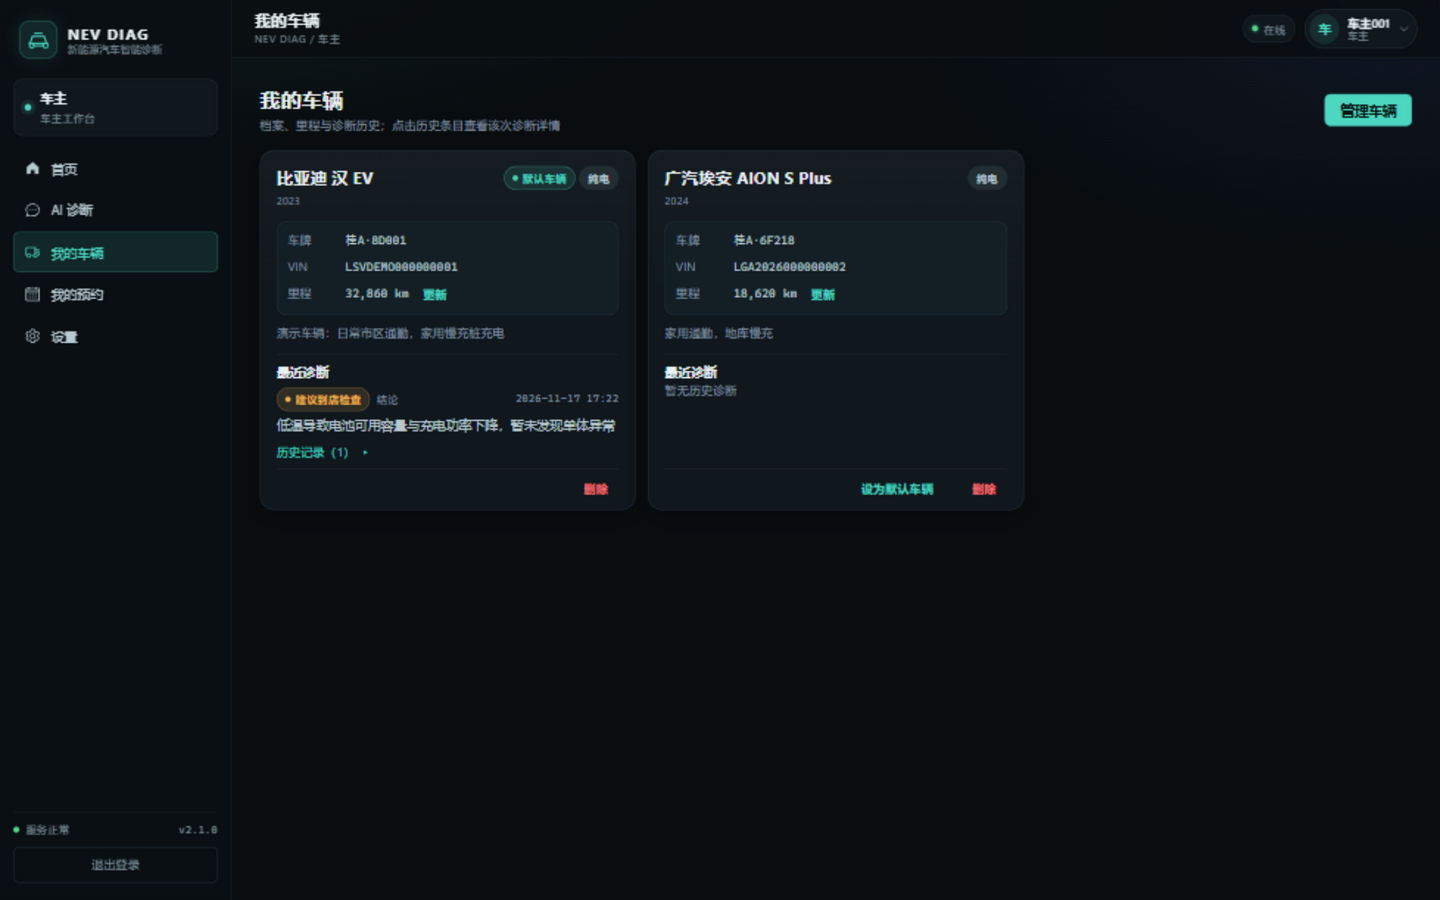 NEV DIAG
新能源汽车智能诊断
车主
车主工作台
首页
AI 诊断
我的车辆
我的预约
设置
服务正常
v2.1.0
退出登录
我的车辆
NEV DIAG / 车主
在线
车
车主001
车主
我的车辆
档案、里程与诊断历史；点击历史条目查看该次诊断详情
管理车辆
比亚迪 汉 EV
默认车辆
纯电
2023
车牌 桂A·8D001
VIN LSVDEMO000000001
里程 32,860 km 更新
演示车辆：日常市区通勤，家用慢充桩充电
最近诊断
建议到店检查 结论 2026-11-17 17:22
低温导致电池可用容量与充电功率下降，暂未发现单体异常
历史记录 (1)
删除
广汽埃安 AION S Plus
纯电
2024
车牌 桂A·6F218
VIN LGA2026000000002
里程 18,620 km 更新
家用通勤，地库慢充
最近诊断
暂无历史诊断
设为默认车辆
删除